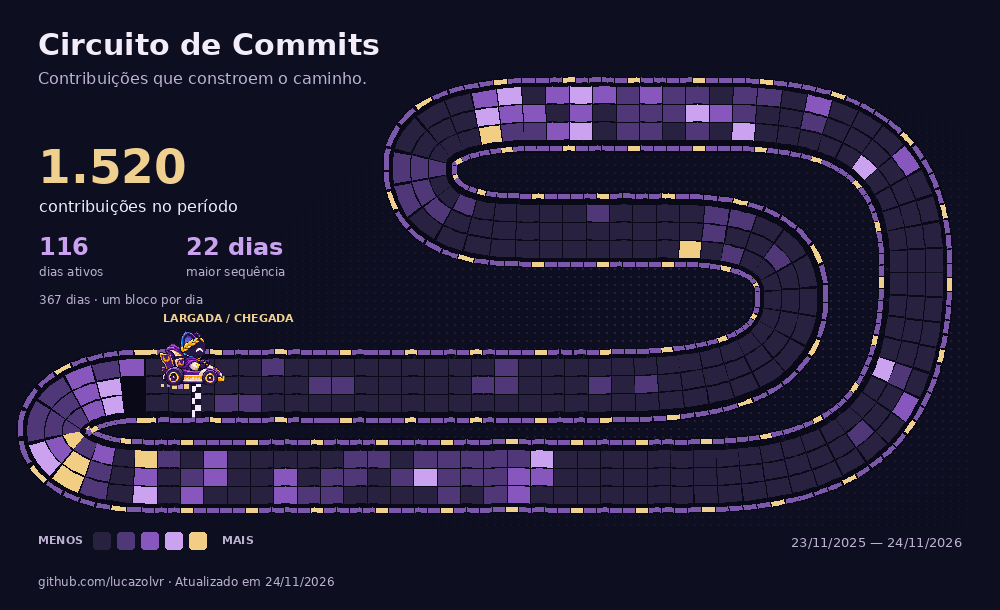 Circuito de Commits
Contribuições que constroem o caminho.
1.520
contribuições no período
116
dias ativos
22 dias
maior sequência
367 dias · um bloco por dia
LARGADA / CHEGADA
MENOS
MAIS
23/11/2025 — 24/11/2026
github.com/lucazolvr · Atualizado em 24/11/2026